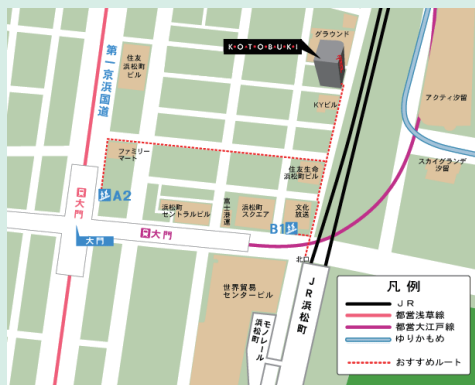 グラウンド
KOTOBUKI
住友
浜松町
ビル
第一京浜国道
KYビル
アクティ汐留
ファミリー
マート
住友生命
浜松町ビル
スカイグランデ
汐留
A2
大門
浜松町
セントラルビル
富士港運
浜松町
スクエア
文化
放送
B1
大門
大門
北口
世界貿易
センタービル
JR浜松町
モノレール
浜松町
凡例
JR
都営浅草線
都営大江戸線
ゆりかもめ
おすすめルート